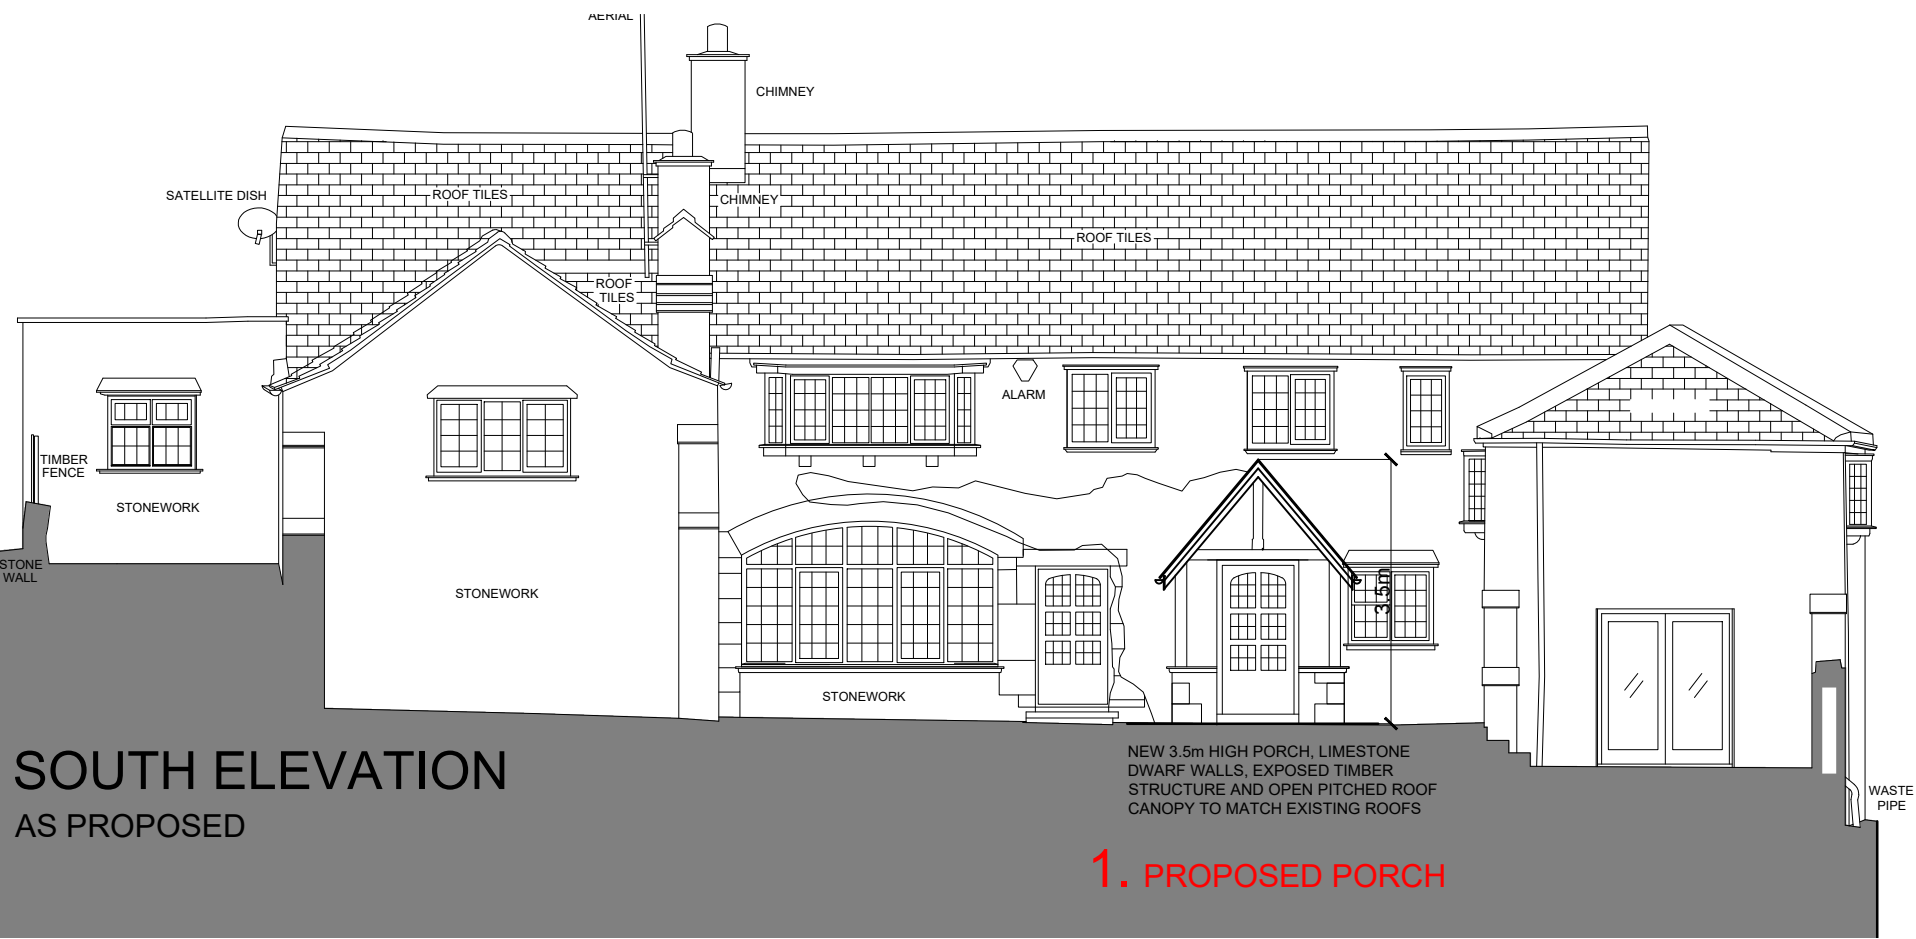 AERIAL
CHIMNEY
SATELLITE DISH
ROOF TILES
CHIMNEY
ROOF TILES
ROOF
TILES
ALARM
TIMBER
FENCE
STONEWORK
STONE
WALL
STONEWORK
3.5m
STONEWORK
SOUTH ELEVATION
AS PROPOSED
NEW 3.5m HIGH PORCH, LIMESTONE
DWARF WALLS, EXPOSED TIMBER
STRUCTURE AND OPEN PITCHED ROOF
CANOPY TO MATCH EXISTING ROOFS
WASTE
PIPE
1. PROPOSED PORCH